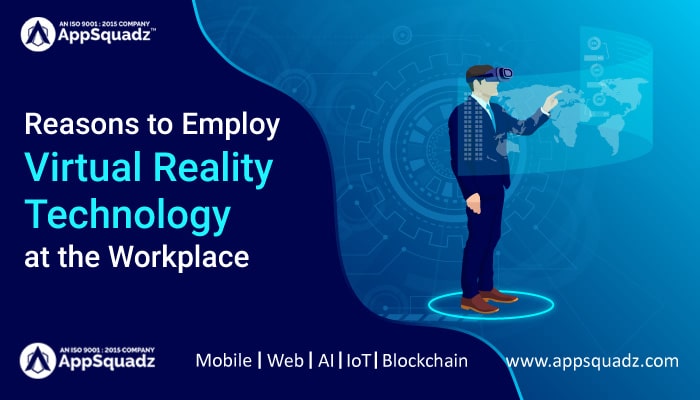 AN ISO 9001 : 2015 COMPANY
AppSquadz™
Reasons to Employ
Virtual Reality
Technology
at the Workplace
AN ISO 9001 : 2015 COMPANY
AppSquadz
Mobile | Web | AI | IoT | Blockchain
www.appsquadz.com